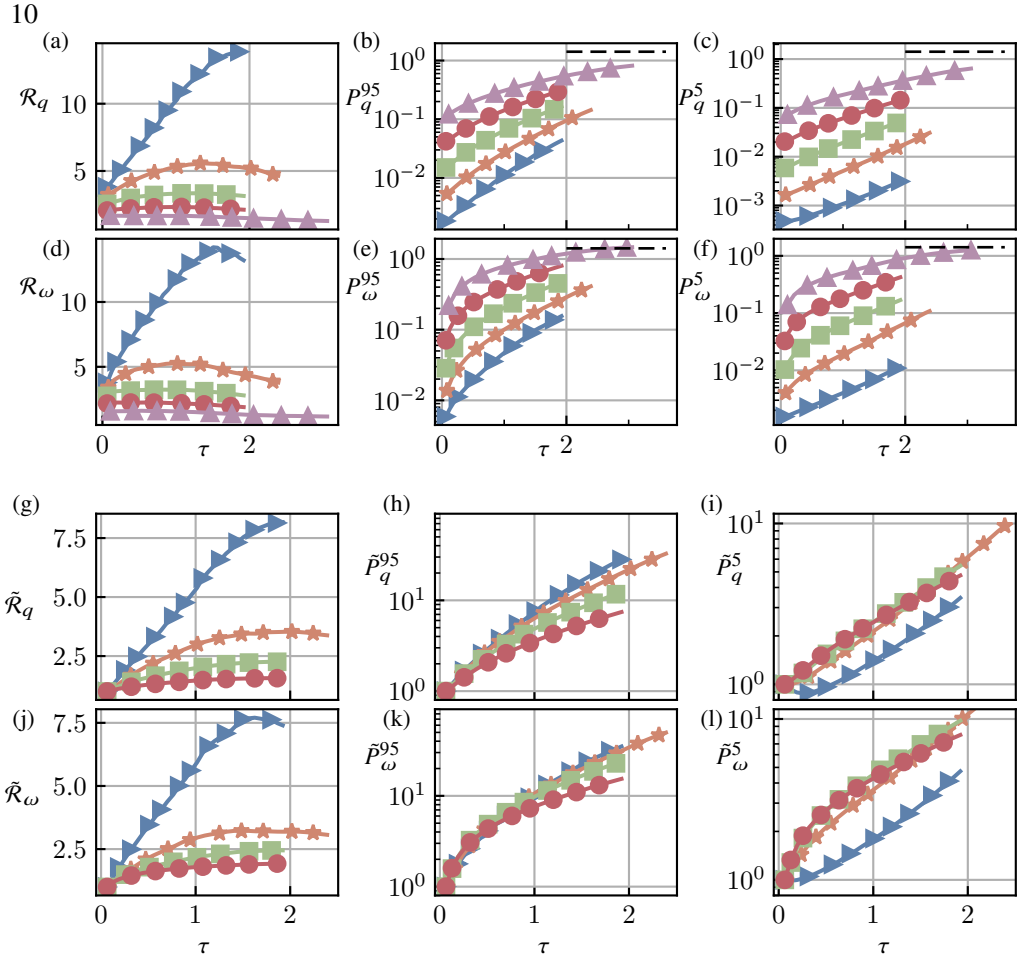 10
(a) (b) (c)
𝓡_q 5 10
P_q^95 10^0 10^-1 10^-2
P_q^5 10^0 10^-1 10^-2 10^-3
(d) (e) (f)
𝓡_ω 5 10
P_ω^95 10^0 10^-1 10^-2
P_ω^5 10^0 10^-1 10^-2
0 τ 2 0 τ 2 0 τ 2
(g) (h) (i)
𝓡̃_q 7.5 5.0 2.5
P̃_q^95 10^1 10^0
P̃_q^5 10^1 10^0
(j) (k) (l)
𝓡̃_ω 7.5 5.0 2.5
P̃_ω^95 10^1 10^0
P̃_ω^5 10^1 10^0
0 1 2 0 1 2 0 1 2
τ τ τ